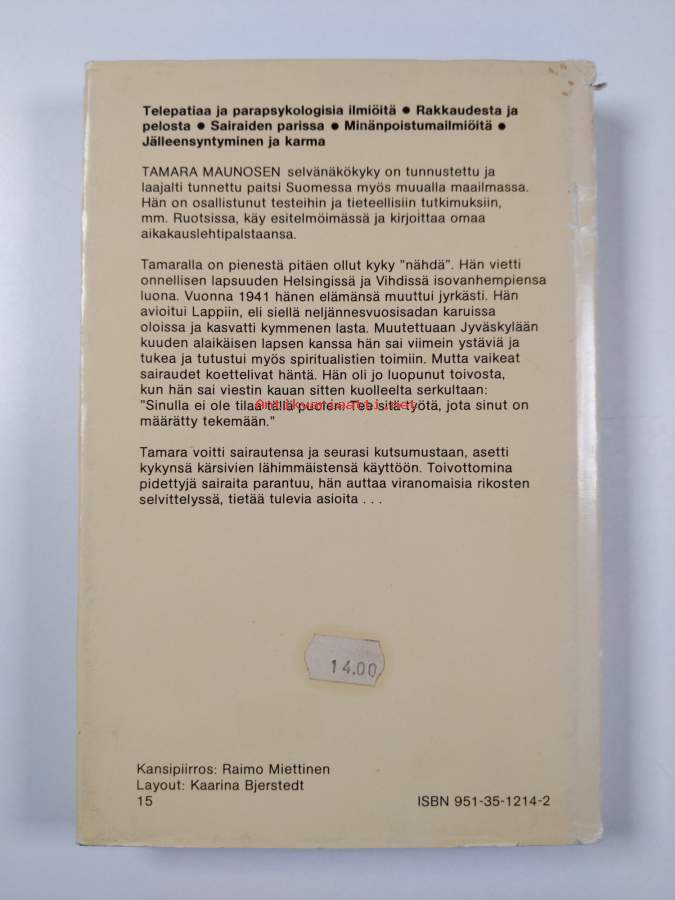 Telepatiaa ja parapsykologisia ilmiöitä ● Rakkaudesta ja
pelosta ● Sairaiden parissa ● Minänpoistumailmiöitä ●
Jälleensyntyminen ja karma
TAMARA MAUNOSEN selvänäkökyky on tunnustettu ja
laajalti tunnettu paitsi Suomessa myös muualla maailmassa.
Hän on osallistunut testeihin ja tieteellisiin tutkimuksiin,
mm. Ruotsissa, käy esitelmöimässä ja kirjoittaa omaa
aikakauslehtipalstaansa.
Tamaralla on pienestä pitäen ollut kyky "nähdä". Hän vietti
onnellisen lapsuuden Helsingissä ja Vihdissä isovanhempiensa
luona. Vuonna 1941 hänen elämänsä muuttui jyrkästi. Hän
avioitui Lappiin, eli siellä neljännesvuosisadan karuissa
oloissa ja kasvatti kymmenen lasta. Muutettuaan Jyväskylään
kuuden alaikäisen lapsen kanssa hän sai viimein ystäviä ja
tukea ja tutustui myös spiritualistien toimiin. Mutta vaikeat
sairaudet koettelivat häntä. Hän oli jo luopunut toivosta,
kun hän sai viestin kauan sitten kuolleelta serkultaan:
"Sinulla ei ole tilaa tällä puolen. Tee sitä työtä, jota sinut on
määrätty tekemään."
Tamara voitti sairautensa ja seurasi kutsumustaan, asetti
kykynsä kärsivien lähimmäistensä käyttöön. Toivottomina
pidettyjä sairaita parantuu, hän auttaa viranomaisia rikosten
selvittelyssä, tietää tulevia asioita . . .
14.00
Kansipiirros: Raimo Miettinen
Layout: Kaarina Bjerstedt
15 ISBN 951-35-1214-2